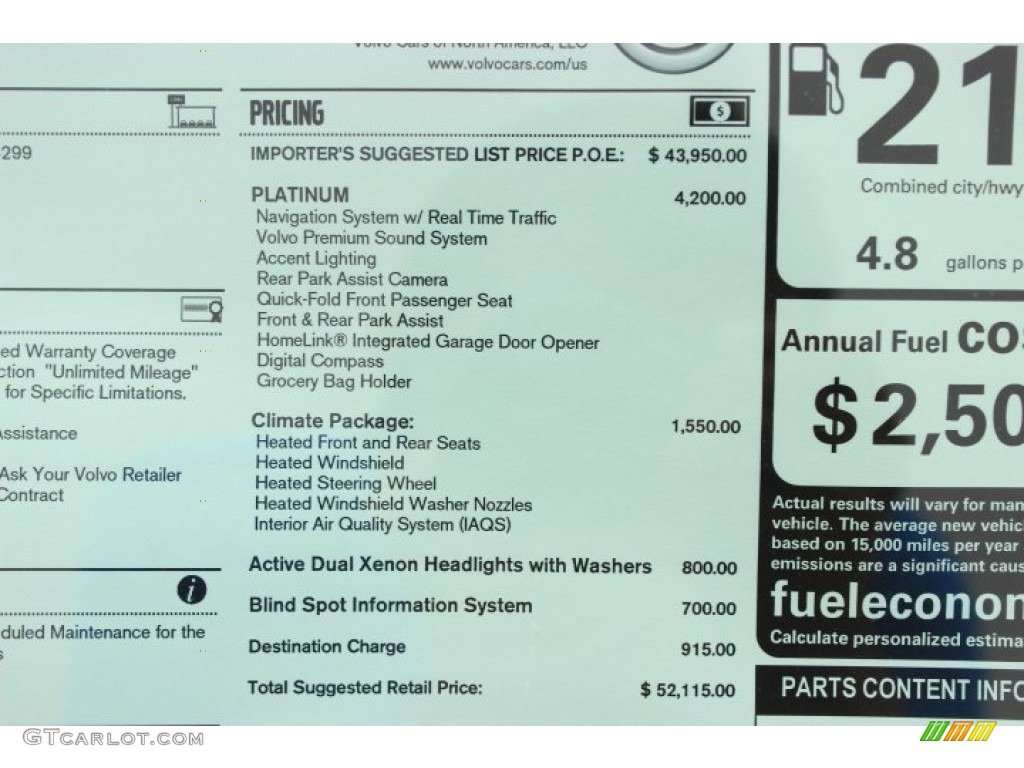 Volvo Cars of North America, LLC
www.volvocars.com/us
299
ed Warranty Coverage
ction "Unlimited Mileage"
for Specific Limitations.
Assistance
Ask Your Volvo Retailer
Contract
i
duled Maintenance for the
s
PRICING
$
IMPORTER'S SUGGESTED LIST PRICE P.O.E.: $ 43,950.00
PLATINUM 4,200.00
Navigation System w/ Real Time Traffic
Volvo Premium Sound System
Accent Lighting
Rear Park Assist Camera
Quick-Fold Front Passenger Seat
Front & Rear Park Assist
HomeLink® Integrated Garage Door Opener
Digital Compass
Grocery Bag Holder
Climate Package: 1,550.00
Heated Front and Rear Seats
Heated Windshield
Heated Steering Wheel
Heated Windshield Washer Nozzles
Interior Air Quality System (IAQS)
Active Dual Xenon Headlights with Washers 800.00
Blind Spot Information System 700.00
Destination Charge 915.00
Total Suggested Retail Price: $ 52,115.00
21
Combined city/hwy
4.8 gallons p
Annual Fuel COS
$ 2,50
Actual results will vary for man
vehicle. The average new vehic
based on 15,000 miles per year
emissions are a significant caus
fueleconom
Calculate personalized estima
PARTS CONTENT INFO
GTCARLOT.COM